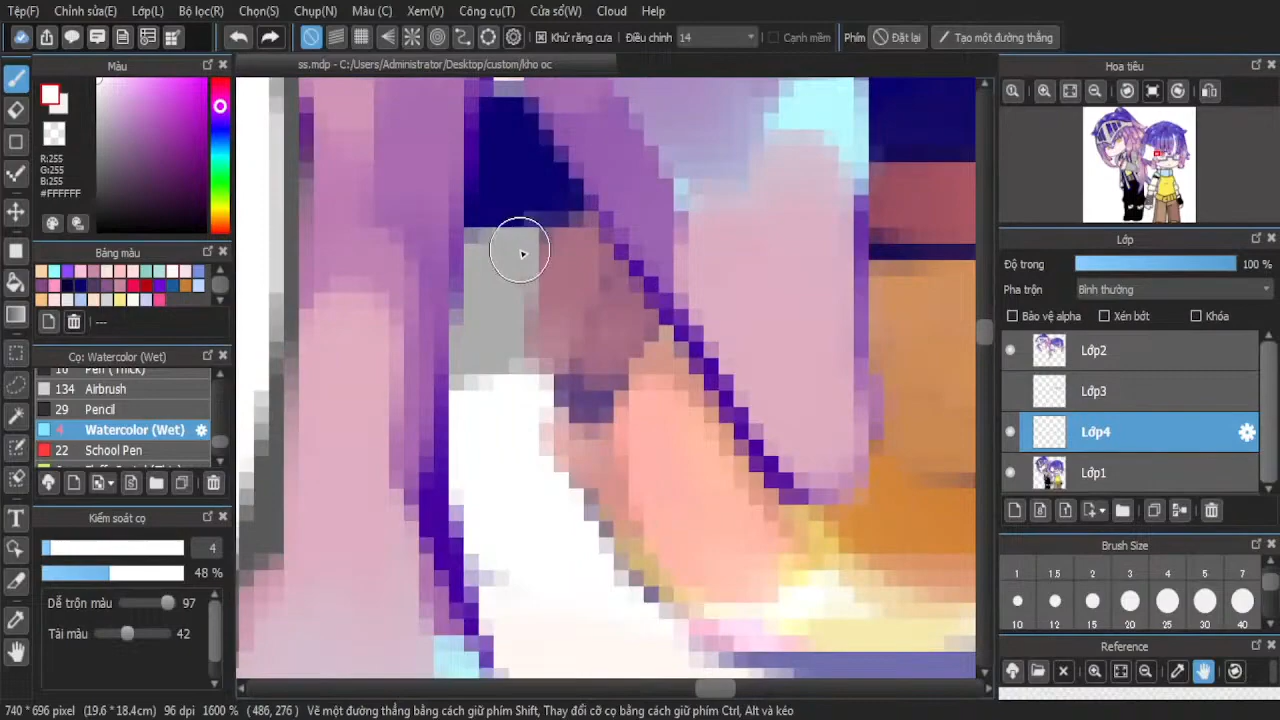 Tệp(F) Chỉnh sửa(E) Lớp(L) Bộ lọc(R) Chọn(S) Chụp(N) Màu (C) Xem(V) Công cụ(T) Cửa sổ(W) Cloud Help
Khử răng cưa Điều chỉnh 14 Cạnh mềm Phím Đặt lại Tạo một đường thẳng
Màu
ss.mdp - C:/Users/Administrator/Desktop/custom/kho oc
Hoa tiêu
R:255
G:255
B:255
#FFFFFF
Bảng màu
---
Lớp
Độ trong 100 %
Pha trộn Bình thường
Bảo vệ alpha Xén bớt Khóa
Lớp2
Lớp3
Lớp4
Lớp1
Cọ: Watercolor (Wet)
10 Pen (Thick)
134 Airbrush
29 Pencil
4 Watercolor (Wet)
22 School Pen
Kiểm soát cọ
4
48 %
Dễ trộn màu 97
Tải màu 42
Brush Size
1 1.5 2 3 4 5 7
10 12 15 20 25 30 40
Reference
740 * 696 pixel (19.6 * 18.4cm) 96 dpi 1600 % (486, 276) Vẽ một đường thẳng bằng cách giữ phím Shift, Thay đổi cỡ cọ bằng cách giữ phím Ctrl, Alt và kéo